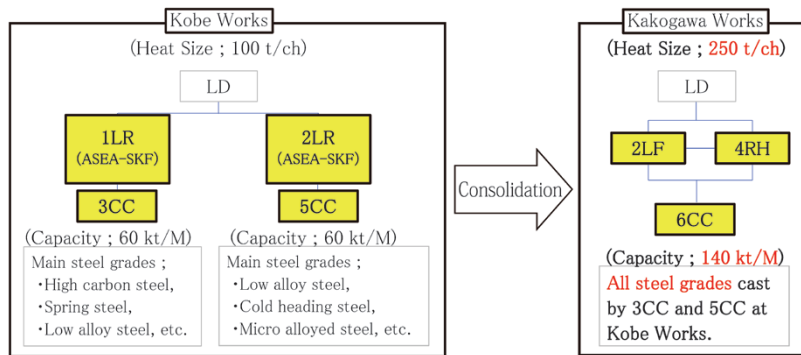 Kobe Works
(Heat Size ; 100 t/ch)
LD
1LR
(ASEA-SKF)
2LR
(ASEA-SKF)
3CC
5CC
(Capacity ; 60 kt/M)
(Capacity ; 60 kt/M)
Main steel grades ;
・High carbon steel,
・Spring steel,
・Low alloy steel, etc.
Main steel grades ;
・Low alloy steel,
・Cold heading steel,
・Micro alloyed steel, etc.
Consolidation
Kakogawa Works
(Heat Size ; 250 t/ch)
LD
2LF
4RH
6CC
(Capacity ; 140 kt/M)
All steel grades cast
by 3CC and 5CC at
Kobe Works.